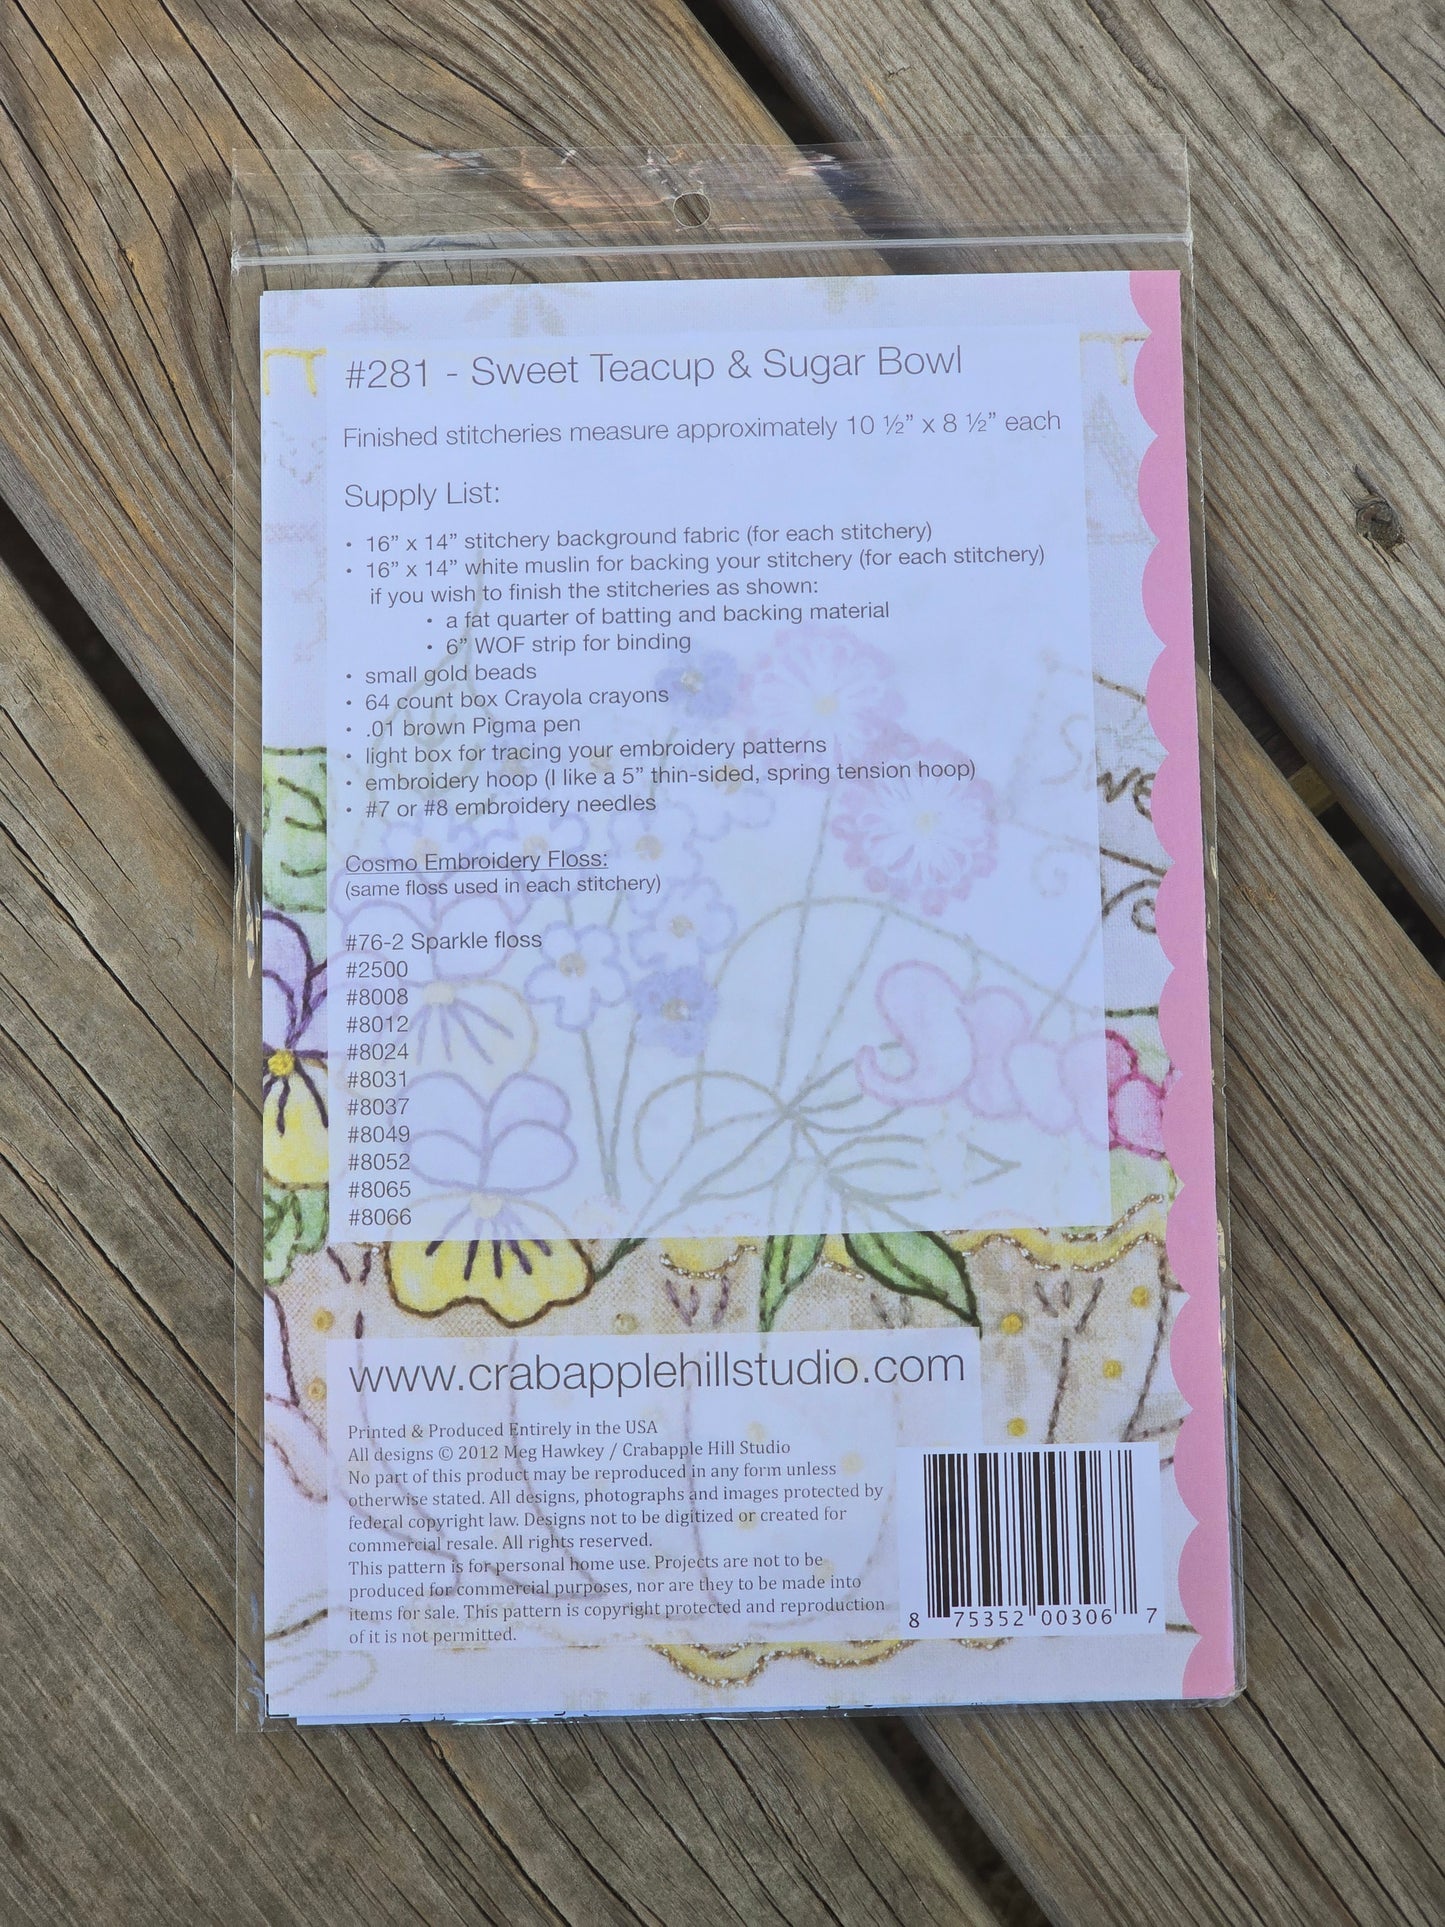 #281 - Sweet Teacup & Sugar Bowl
Finished stitcheries measure approximately 10 ½” x 8 ½” each
Supply List:
• 16” x 14” stitchery background fabric (for each stitchery)
• 16” x 14” white muslin for backing your stitchery (for each stitchery)
if you wish to finish the stitcheries as shown:
• a fat quarter of batting and backing material
• 6” WOF strip for binding
• small gold beads
• 64 count box Crayola crayons
• .01 brown Pigma pen
• light box for tracing your embroidery patterns
• embroidery hoop (I like a 5” thin-sided, spring tension hoop)
• #7 or #8 embroidery needles
Cosmo Embroidery Floss:
(same floss used in each stitchery)
#76-2 Sparkle floss
#2500
#8008
#8012
#8024
#8031
#8037
#8049
#8052
#8065
#8066
www.crabapplehillstudio.com
Printed & Produced Entirely in the USA
All designs © 2012 Meg Hawkey / Crabapple Hill Studio
No part of this product may be reproduced in any form unless
otherwise stated. All designs, photographs and images protected by
federal copyright law. Designs not to be digitized or created for
commercial resale. All rights reserved.
This pattern is for personal home use. Projects are not to be
produced for commercial purposes, nor are they to be made into
items for sale. This pattern is copyright protected and reproduction
of it is not permitted.
8 75352 00306 7